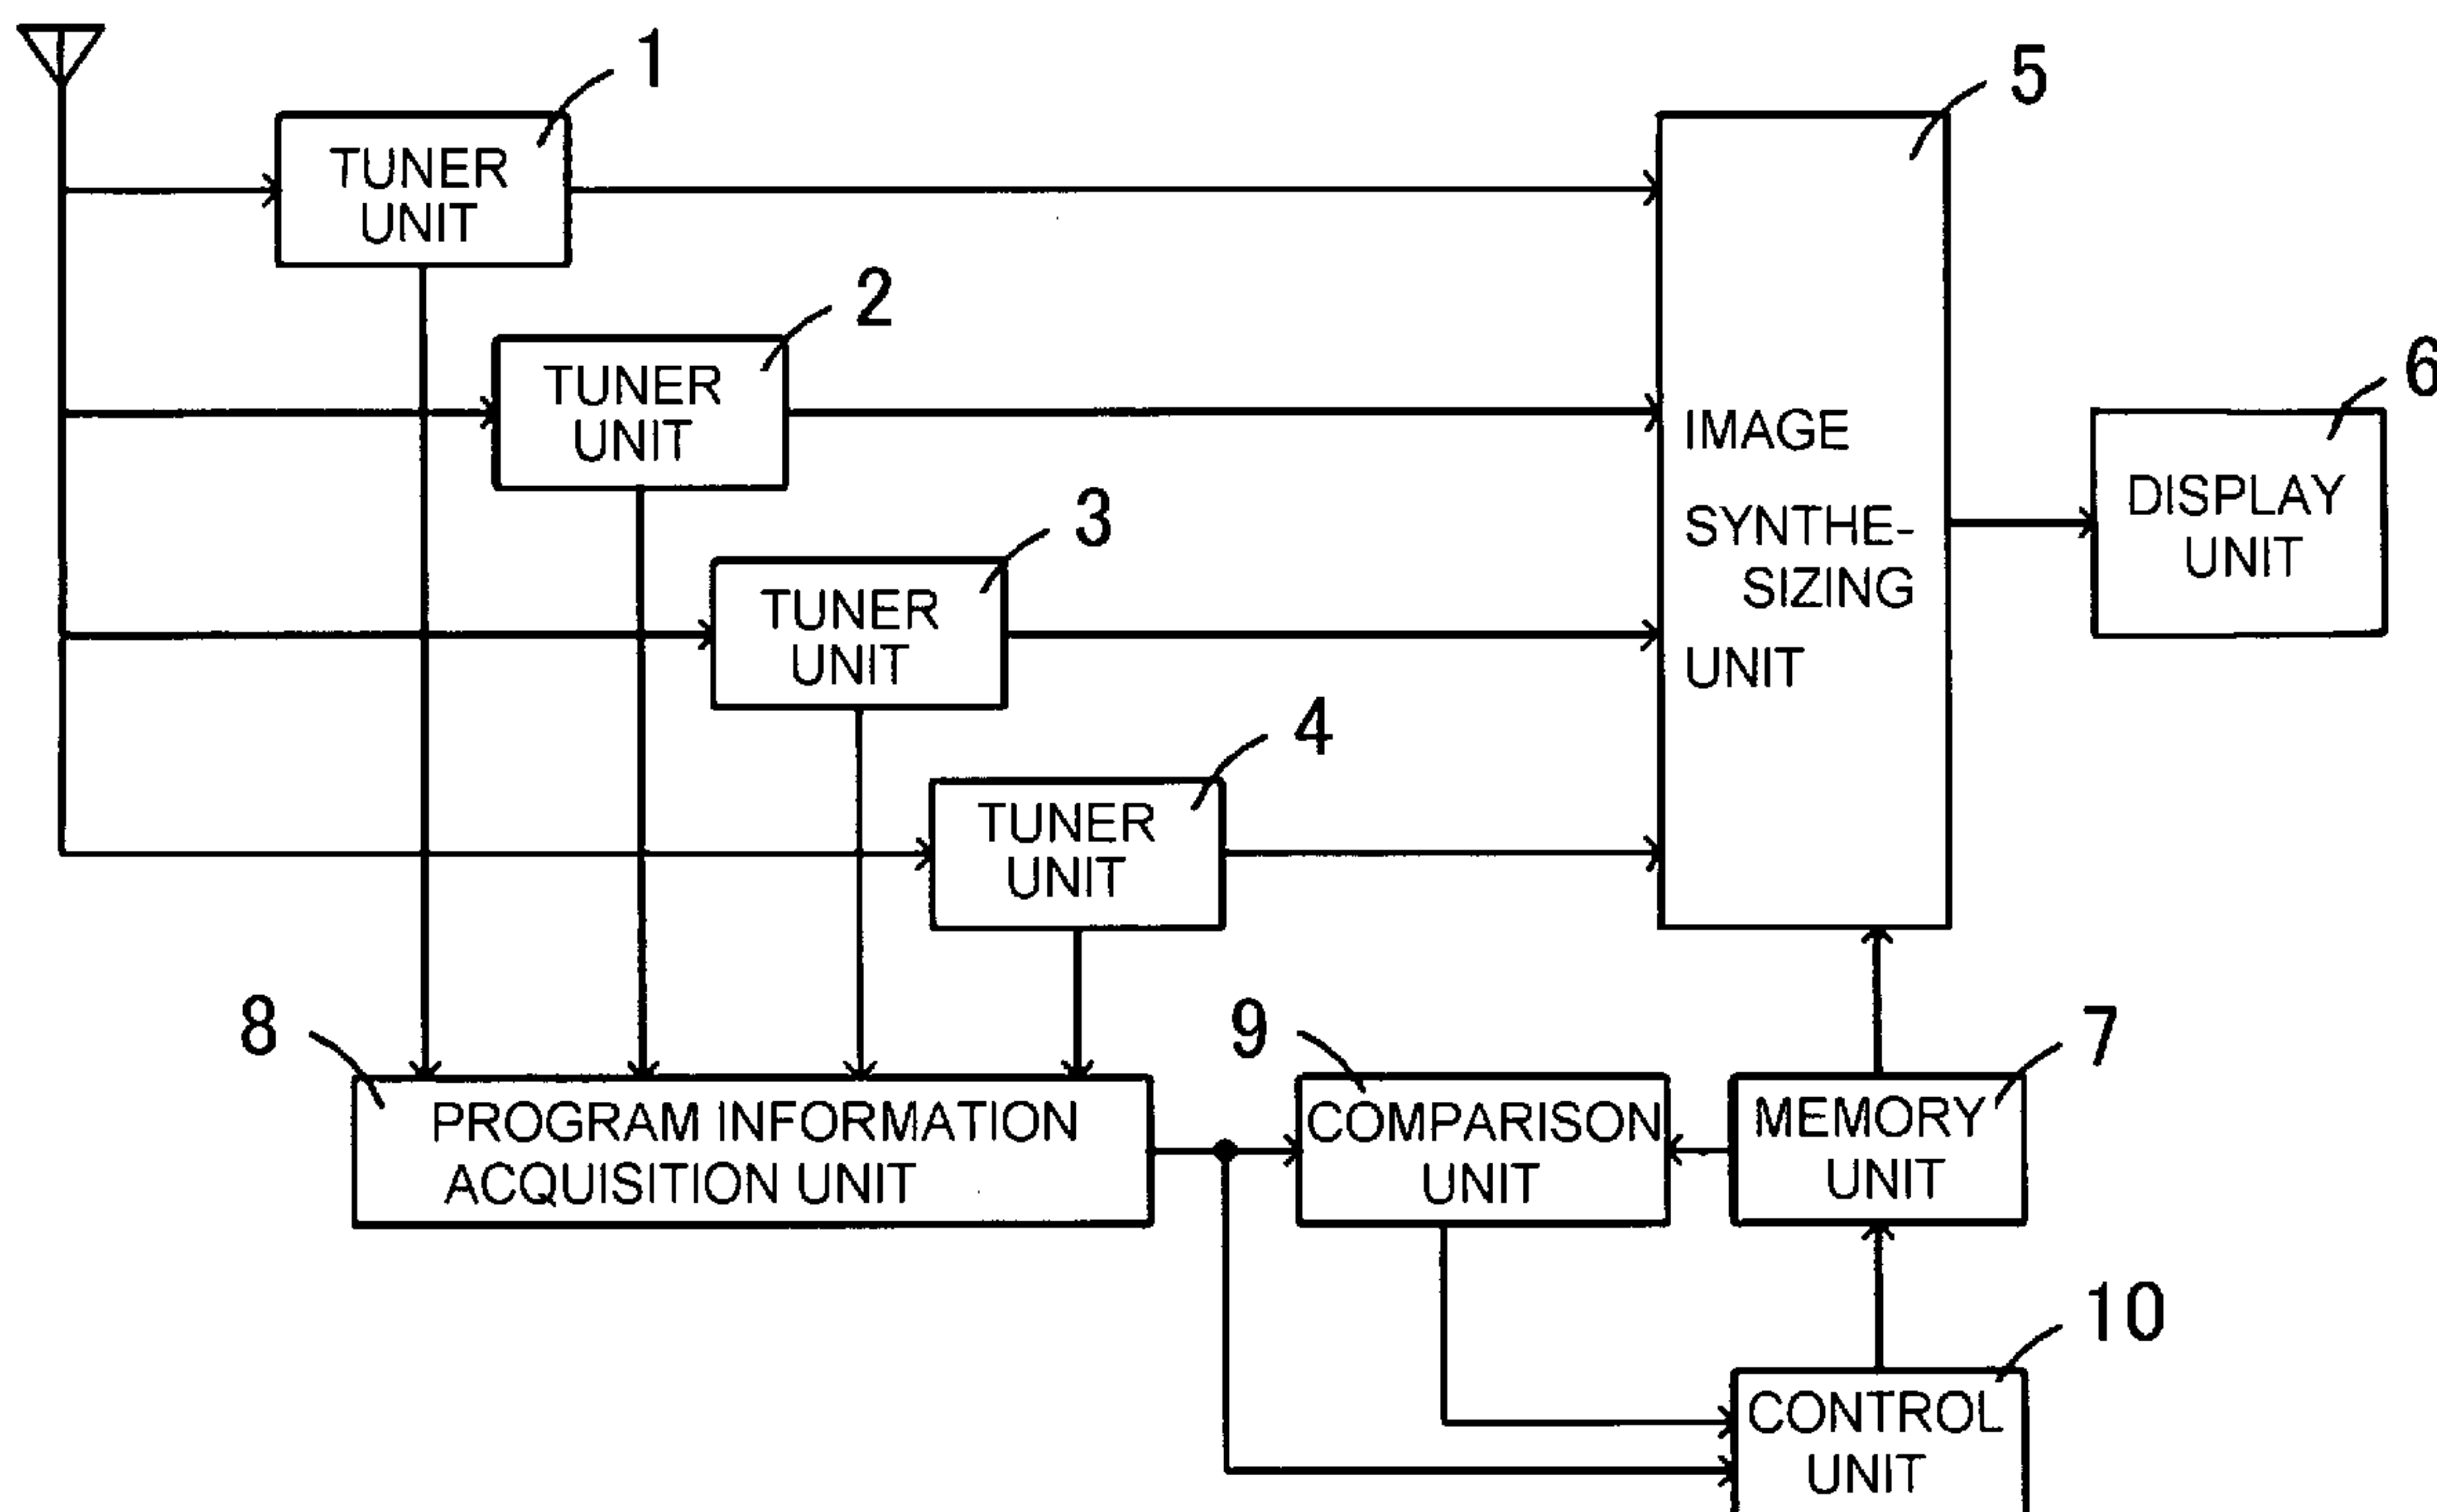 1
TUNER
UNIT
2
TUNER
UNIT
3
TUNER
UNIT
4
TUNER
UNIT
5
IMAGE
SYNTHE-
SIZING
UNIT
6
DISPLAY
UNIT
8
PROGRAM INFORMATION
ACQUISITION UNIT
9
COMPARISON
UNIT
7
MEMORY
UNIT
10
CONTROL
UNIT